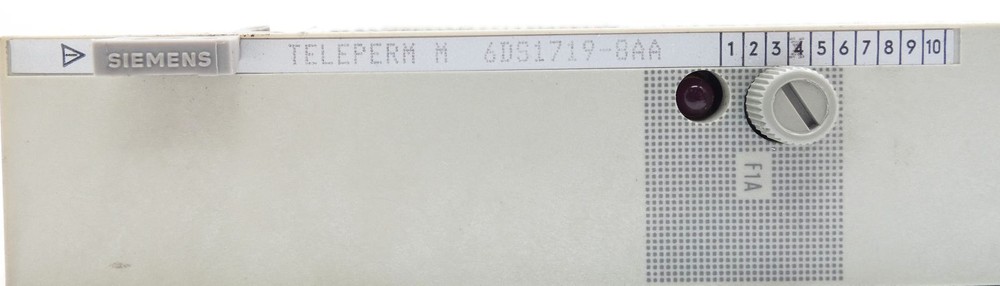 SIEMENS TELEPERM M 6DS1719-8AA 1 2 3 4 5 6 7 8 9 10
F1A